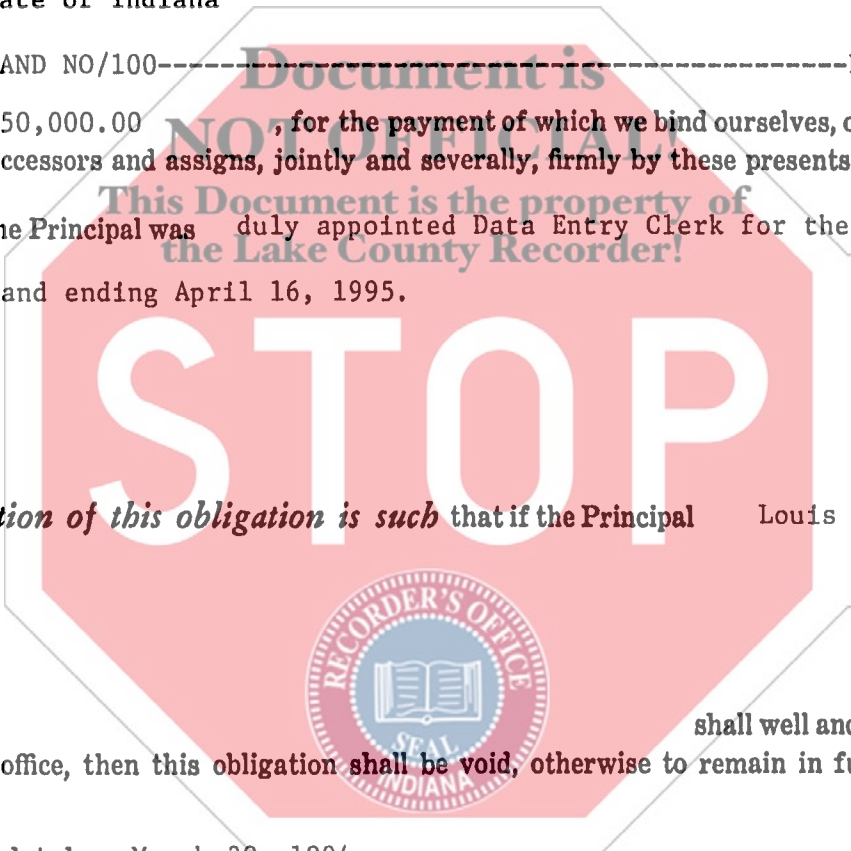 ate of Indiana
AND NO/100
Document is
50,000.00 , for the payment of which we bind ourselves,
NOT OFFICIAL!
ccessors and assigns, jointly and severally, firmly by these presents
This Document is the property of
e Principal was duly appointed Data Entry Clerk for the
the Lake County Recorder!
and ending April 16, 1995.
STOP
tion of this obligation is such that if the Principal Louis
RECORDER'S OFFICE
SEAL
INDIANA
shall well and
office, then this obligation shall be void, otherwise to remain in fu